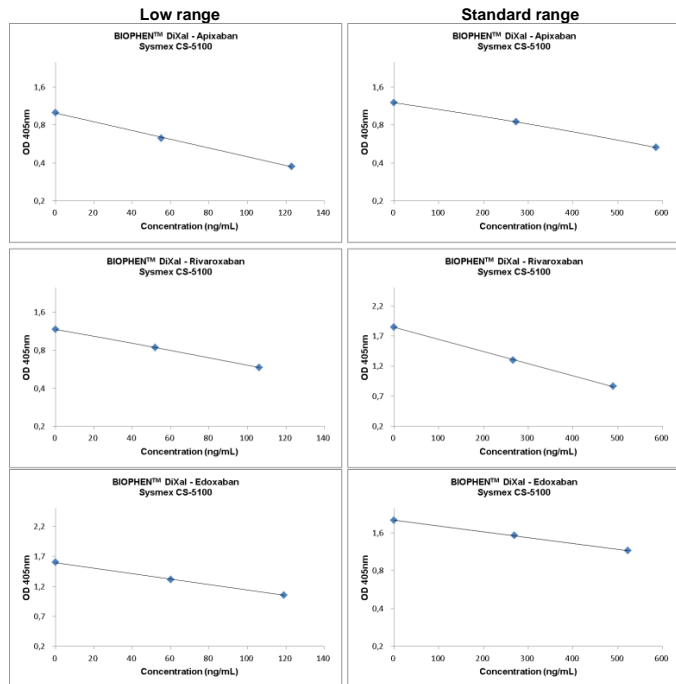 Low range
Standard range
BIOPHEN™ DiXaI - Apixaban
Sysmex CS-5100
OD 405nm
1,6
0,8
0,4
0,2
0 20 40 60 80 100 120 140
Concentration (ng/mL)
BIOPHEN™ DiXaI - Apixaban
Sysmex CS-5100
OD 405nm
1,6
0,8
0,4
0,2
0 100 200 300 400 500 600
Concentration (ng/mL)
BIOPHEN™ DiXaI - Rivaroxaban
Sysmex CS-5100
OD 405nm
1,6
0,8
0,4
0,2
0 20 40 60 80 100 120 140
Concentration (ng/mL)
BIOPHEN™ DiXaI - Rivaroxaban
Sysmex CS-5100
OD 405nm
2,2
1,7
1,2
0,7
0,2
0 100 200 300 400 500 600
Concentration (ng/mL)
BIOPHEN™ DiXaI - Edoxaban
Sysmex CS-5100
OD 405nm
2,2
1,7
1,2
0,7
0,2
0 20 40 60 80 100 120 140
Concentration (ng/mL)
BIOPHEN™ DiXaI - Edoxaban
Sysmex CS-5100
OD 405nm
1,6
0,8
0,4
0,2
0 100 200 300 400 500 600
Concentration (ng/mL)